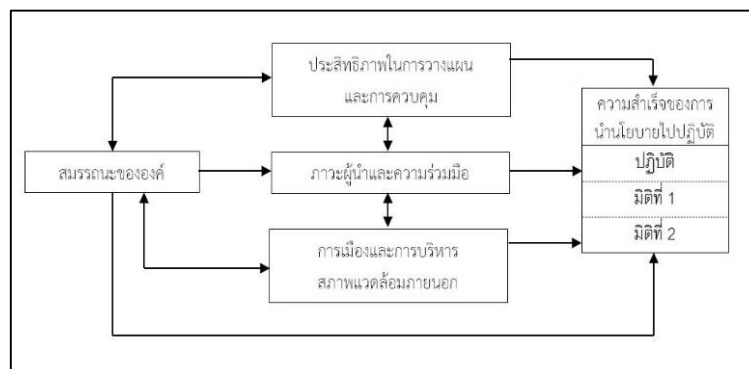 ประสิทธิภาพในการวางแผน
และการควบคุม
ความสำเร็จของการ
นำนโยบายไปปฏิบัติ
ปฏิบัติ
สมรรถนะขององค์
ภาวะผู้นำและความร่วมมือ
มิติที่ 1
มิติที่ 2
การเมืองและการบริหาร
สภาพแวดล้อมภายนอก